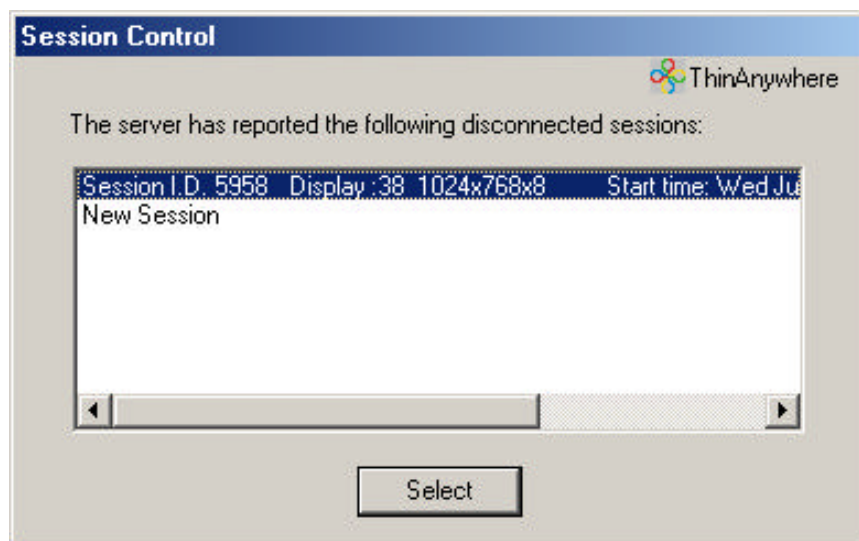 Session Control
ThinAnywhere
The server has reported the following disconnected sessions:
Session I.D. 5958 Display :38 1024x768x8 Start time: Wed Ju
New Session
Select